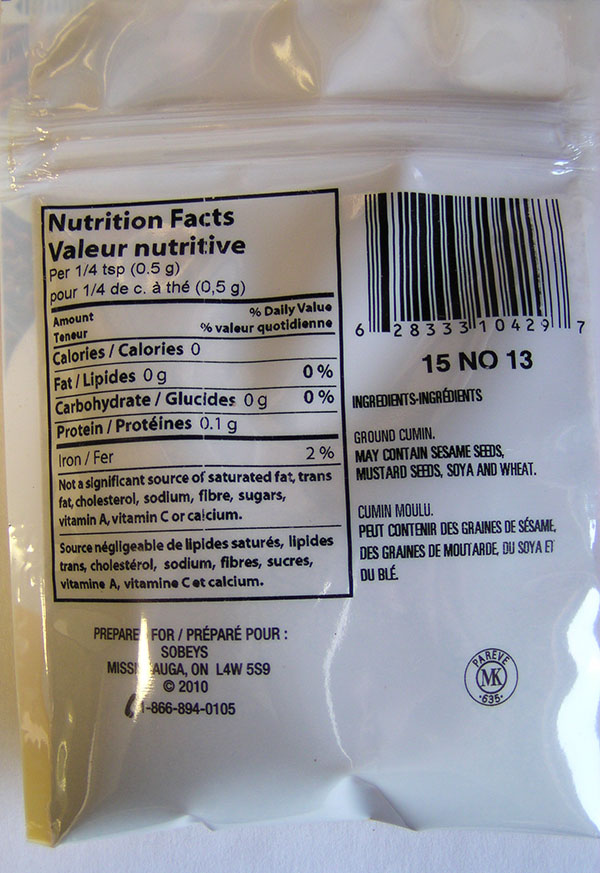 Nutrition Facts
Valeur nutritive
Per 1/4 tsp (0.5 g)
pour 1/4 de c. à thé (0,5 g)
Amount
Teneur
% Daily Value
% valeur quotidienne
Calories / Calories 0
Fat / Lipides 0 g 0 %
Carbohydrate / Glucides 0 g 0 %
Protein / Protéines 0.1 g
Iron / Fer 2 %
Not a significant source of saturated fat, trans
fat, cholesterol, sodium, fibre, sugars,
vitamin A, vitamin C or calcium.
Source négligeable de lipides saturés, lipides
trans, cholestérol, sodium, fibres, sucres,
vitamine A, vitamine C et calcium.
6 28333 10429 7
15 NO 13
INGREDIENTS-INGRÉDIENTS
GROUND CUMIN.
MAY CONTAIN SESAME SEEDS,
MUSTARD SEEDS, SOYA AND WHEAT.
CUMIN MOULU.
PEUT CONTENIR DES GRAINES DE SÉSAME,
DES GRAINES DE MOUTARDE, DU SOYA ET
DU BLÉ.
PREPARE FOR / PRÉPARÉ POUR :
SOBEYS
MISSI AUGA, ON L4W 5S9
© 2010
1-866-894-0105
PAREVE
MK
·635·